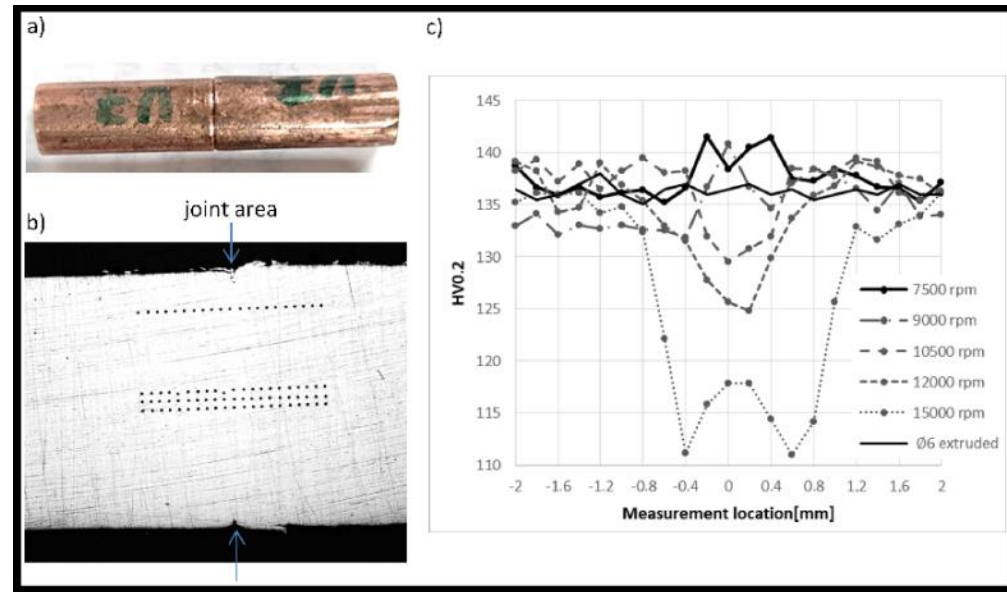 a)
c)
joint area
b)
145
140
135
130
125
120
115
110
HV0.2
-2 -1.6 -1.2 -0.8 -0.4 0 0.4 0.8 1.2 1.6 2
Measurement location[mm]
7500 rpm
9000 rpm
10500 rpm
12000 rpm
15000 rpm
Ø6 extruded